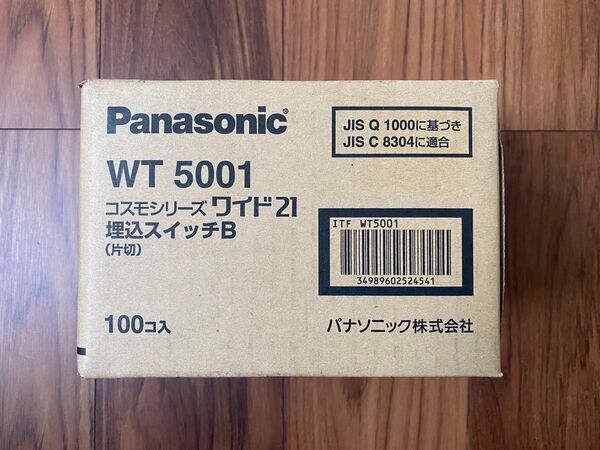 Panasonic®
WT 5001
コスモシリーズ ワイド21
埋込スイッチB
(片切)
100コ入
JIS Q 1000に基づき
JIS C 8304に適合
ITF WT5001
34989602524541
パナソニック株式会社